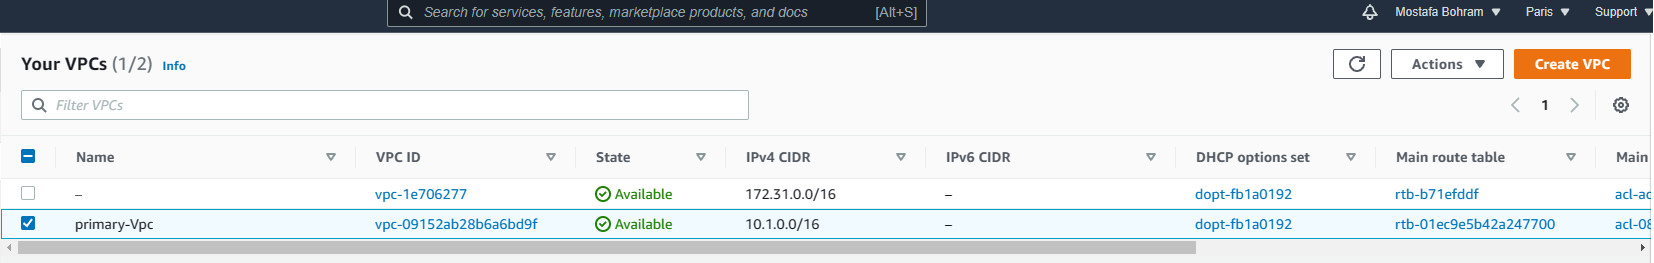 Search for services, features, marketplace products, and docs [Alt+S] Mostafa Bohram Paris Support
Your VPCs (1/2) Info Actions Create VPC
Filter VPCs 1
Name VPC ID State IPv4 CIDR IPv6 CIDR DHCP options set Main route table Main
– vpc-1e706277 Available 172.31.0.0/16 – dopt-fb1a0192 rtb-b71efddf acl-ac
primary-Vpc vpc-09152ab28b6a6bd9f Available 10.1.0.0/16 – dopt-fb1a0192 rtb-01ec9e5b42a247700 acl-08